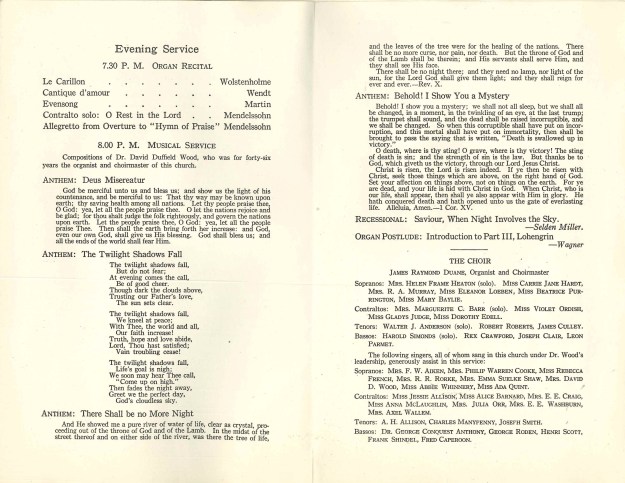 Evening Service
7.30 P. M. ORGAN RECITAL
Le Carillon . . . . . . Wolstenholme
Cantique d'amour . . . . . Wendt
Evensong . . . . . . Martin
Contralto solo: O Rest in the Lord . . Mendelssohn
Allegretto from Overture to "Hymn of Praise" Mendelssohn
8.00 P. M. MUSICAL SERVICE
Compositions of Dr. David Duffield Wood, who was for forty-six
years the organist and choirmaster of this church.
ANTHEM: Deus Misereatur
God be merciful unto us and bless us; and show us the light of his
countenance, and be merciful to us: That thy way may be known upon
earth; thy saving health among all nations. Let the people praise thee,
O God: yea, let all the people praise thee. O let the nations rejoice and
be glad; for thou shalt judge the folk righteously, and govern the nations
upon earth. Let the people praise thee, O God: yea, let all the people
praise Thee. Then shall the earth bring forth her increase: and God,
even our own God, shall give us His blessing. God shall bless us; and
all the ends of the world shall fear Him.
ANTHEM: The Twilight Shadows Fall
The twilight shadows fall,
But do not fear;
At evening comes the call,
Be of good cheer.
Though dark the clouds above,
Trusting our Father's love,
The sun sets clear.
The twilight shadows fall,
We kneel at peace;
With Thee, the world and all,
Our faith increase!
Truth, hope and love abide,
Lord, Thou hast satisfied;
Vain troubling cease!
The twilight shadows fall,
Life's goal is nigh;
We soon may hear Thee call,
"Come up on high."
Then fades the night away,
Greet we the perfect day,
God's cloudless sky.
ANTHEM: There Shall be no More Night
And He showed me a pure river of water of life, clear as crystal, pro-
ceeding out of the throne of God and of the Lamb. In the midst of the
street thereof and on either side of the river, was there the tree of life,
and the leaves of the tree were for the healing of the nations. There
shall be no more curse, nor pain, nor death. But the throne of God and
of the Lamb shall be therein; and His servants shall serve Him, and
they shall see His face.
There shall be no night there; and they need no lamp, nor light of the
sun, for the Lord God shall give them light; and they shall reign for
ever and ever.—Rev. X.
ANTHEM: Behold! I Show You a Mystery
Behold! I show you a mystery; we shall not all sleep, but we shall all
be changed, in a moment, in the twinkling of an eye, at the last trump;
the trumpet shall sound, and the dead shall be raised incorruptible, and
we shall be changed. So when this corruptible shall have put on incor-
ruption, and this mortal shall have put on immortality, then shall be
brought to pass the saying that is written, "Death is swallowed up in
victory."
O death, where is thy sting! O grave, where is thy victory! The sting
of death is sin; and the strength of sin is the law. But thanks be to
God, which giveth us the victory, through our Lord Jesus Christ.
Christ is risen, the Lord is risen indeed. If ye then be risen with
Christ, seek those things which are above, on the right hand of God.
Set your affection on things above, not on things on the earth. For ye
are dead, and your life is hid with Christ in God. When Christ, who is
our life, shall appear, then shall ye also appear with Him in glory. He
hath conquered death and hath opened unto us the gate of everlasting
life. Alleluia, Amen.—1 Cor. XV.
RECESSIONAL: Saviour, When Night Involves the Sky.
—Selden Miller.
ORGAN POSTLUDE: Introduction to Part III, Lohengrin
—Wagner
THE CHOIR
JAMES RAYMOND DUANE, Organist and Choirmaster
Sopranos: MRS. HELEN FRAME HEATON (solo). MISS CARRIE JANE HARDT,
MRS. R. A. MURRAY, MISS ELEANOR LOEBEN, MISS BEATRICE PUR-
RINGTON, MISS MARY BAYLIE.
Contraltos: MRS. MARGUERITE C. BARR (solo). MISS VIOLET ORDISH,
MISS GLADYS JUDGE, MISS DOROTHY EDELL.
Tenors: WALTER J. ANDERSON (solo). ROBERT ROBERTS, JAMES CULLEY.
Bassos: HAROLD SIMONDS (solo). REX CRAWFORD, JOSEPH CLAIR, LEON
PARMET.
The following singers, all of whom sang in this church under Dr. Wood's
leadership, generously assist in this service:
Sopranos: MRS. F. W. AIKEN, MRS. PHILIP WARREN COOKE, MISS REBECCA
FRENCH, MRS. R. R. RORKE, MRS. EMMA SUELKE SHAW, MRS. DAVID
D. WOOD, MISS ABBIE WHINNERY, MISS ADA QUINT.
Contraltos: MISS JESSIE ALLISON, MISS ALICE BARNARD, MRS. E. E. CRAIG,
MISS ANNA MCLAUGHLIN, MRS. JULIA ORR, MRS. E. E. WASHBURN,
MRS. AXEL WALLEM.
Tenors: A. H. ALLISON, CHARLES MANYPENNY, JOSEPH SMITH.
Bassos: DR. GEORGE CONQUEST ANTHONY, GEORGE RODEN, HENRI SCOTT,
FRANK SHINDEL, FRED CAPEROON.